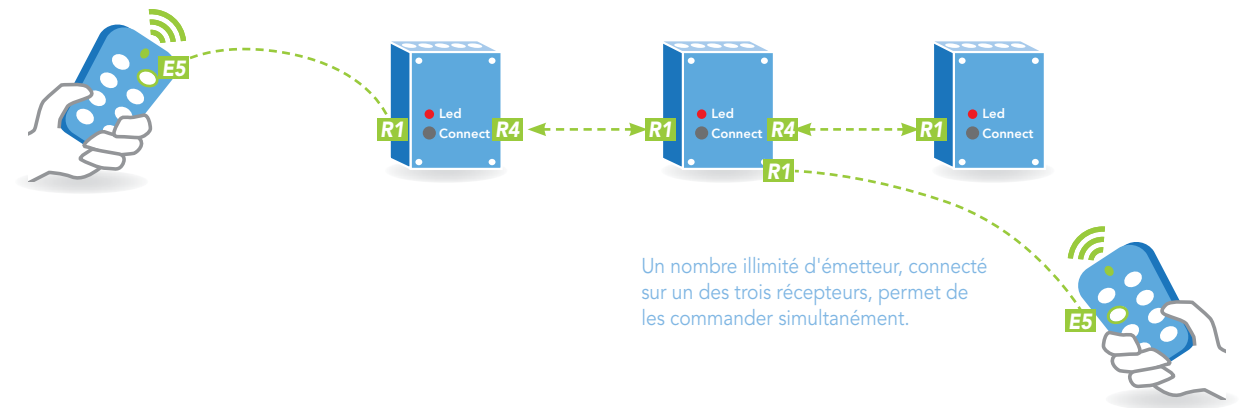 E5
Led
Led
Led
R1
Connect
R4
R1
Connect
R4
R1
Connect
R1
Un nombre illimité d'émetteur, connecté
sur un des trois récepteurs, permet de
les commander simultanément.
E5